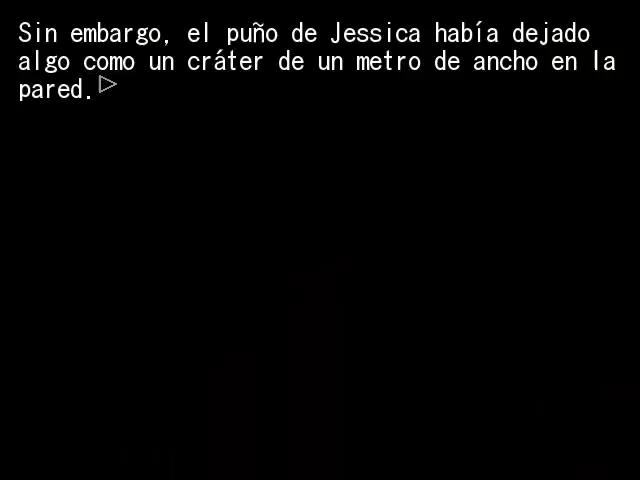 Sin embargo, el puño de Jessica había dejado
algo como un cráter de un metro de ancho en la
pared.